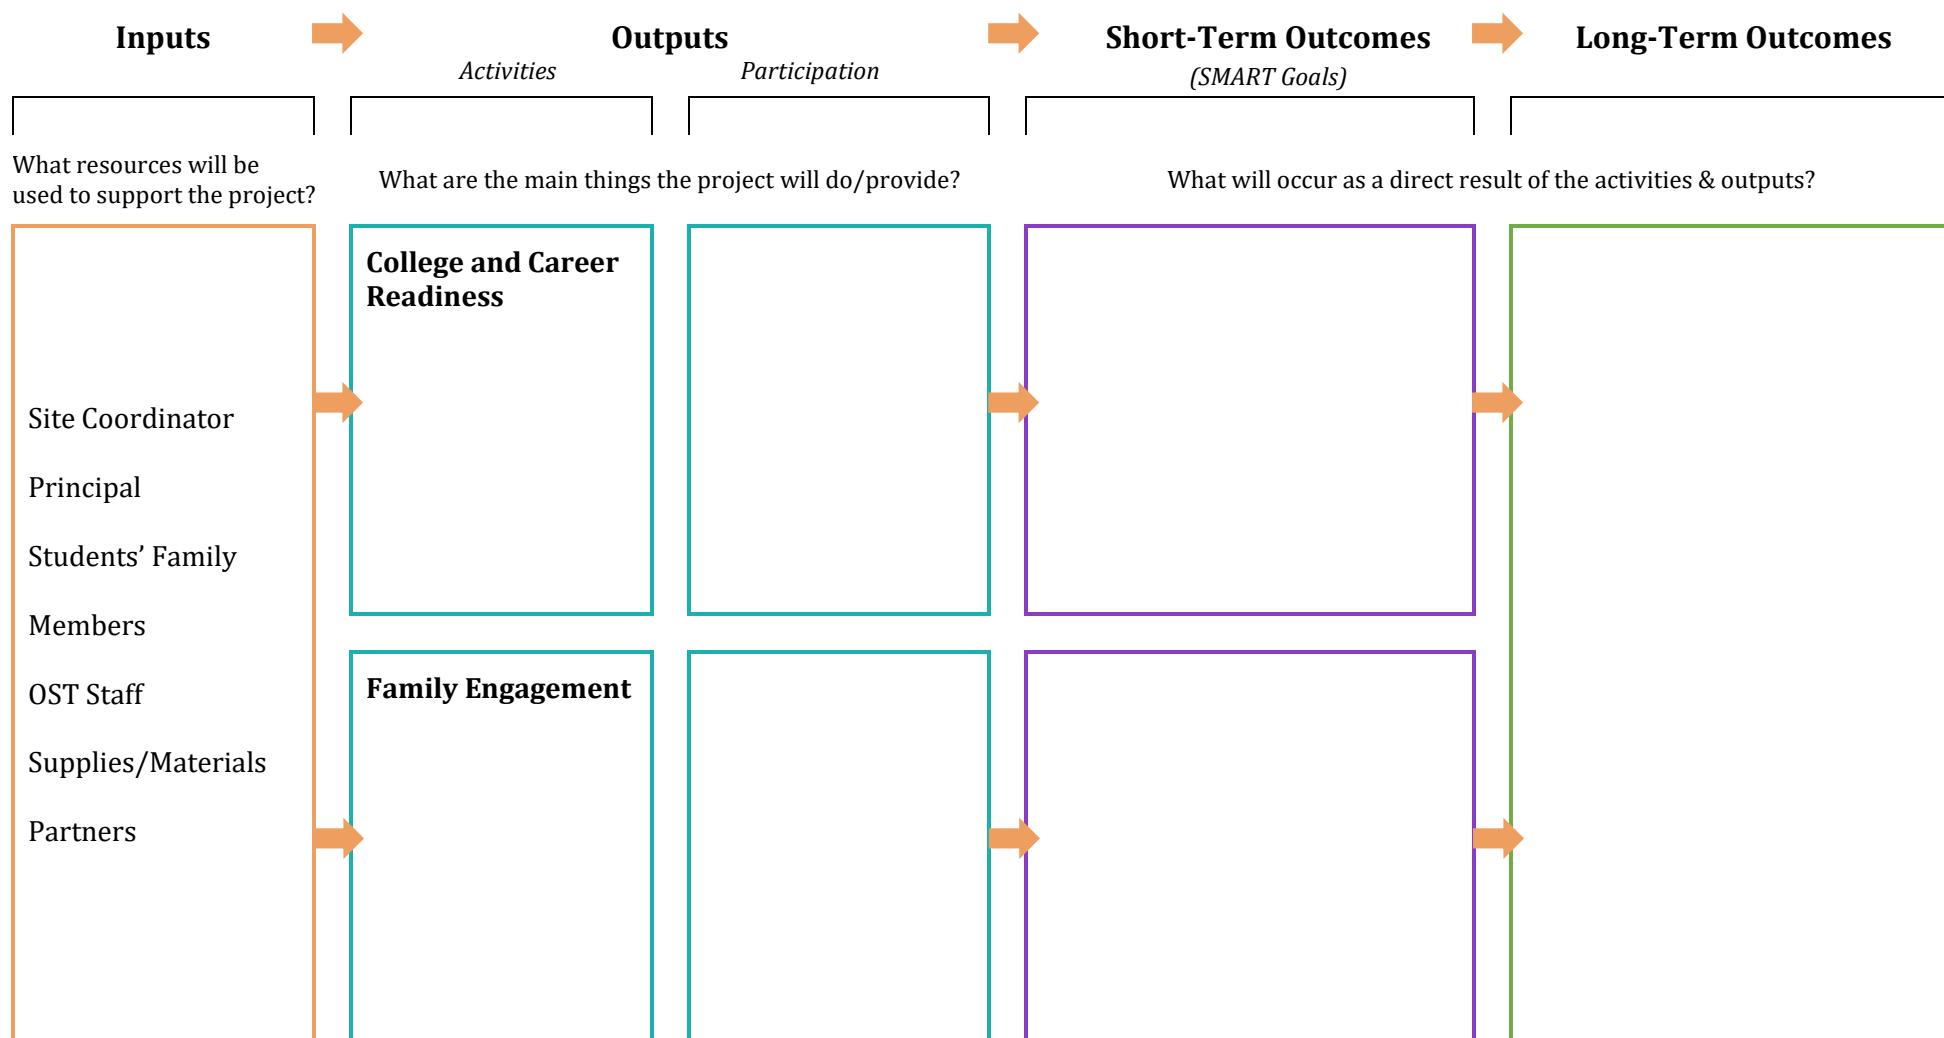 Inputs
Outputs
Short-Term Outcomes
Long-Term Outcomes
Activities
Participation
(SMART Goals)
What resources will be
used to support the project?
What are the main things the project will do/provide?
What will occur as a direct result of the activities & outputs?
Site Coordinator
Principal
Students’ Family
Members
OST Staff
Supplies/Materials
Partners
College and Career
Readiness
Family Engagement